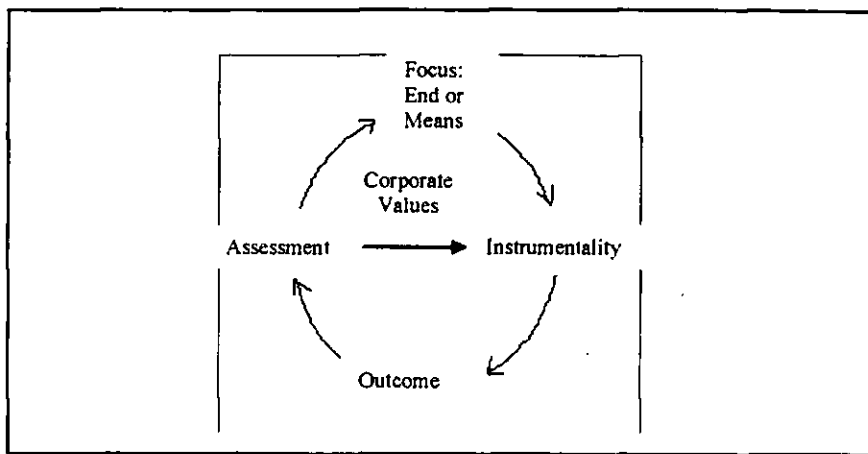 Focus:
End or
Means
Corporate
Values
Assessment
Instrumentality
Outcome